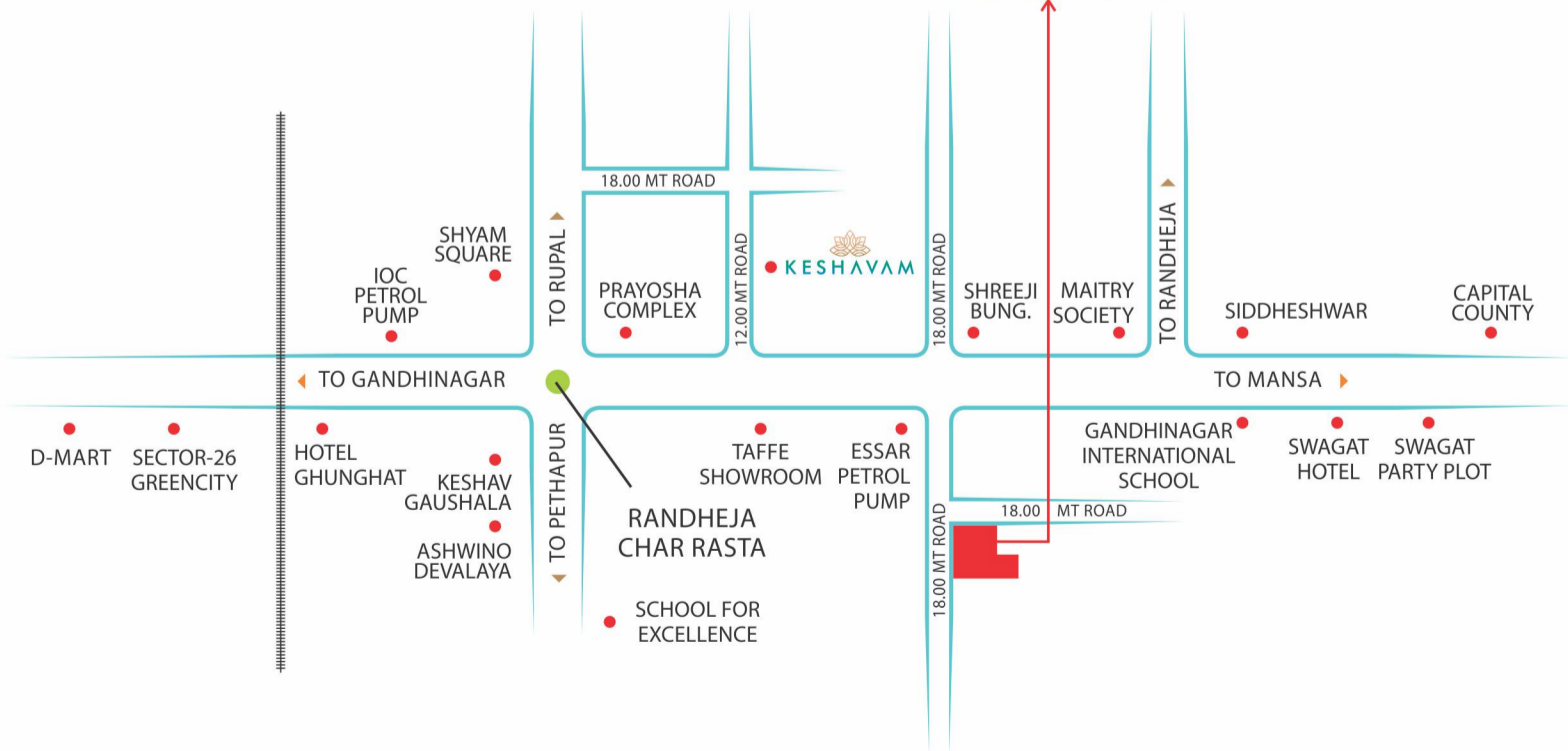 18.00 MT ROAD
SHYAM
SQUARE
IOC
PETROL
PUMP
TO RUPAL
PRAYOSHA
COMPLEX
12.00 MT ROAD
KESHAVAM
18.00 MT ROAD
SHREEJI
BUNG.
MAITRY
SOCIETY
TO RANDHEJA
SIDDHESHWAR
CAPITAL
COUNTY
TO GANDHINAGAR
TO MANSA
D-MART
SECTOR-26
GREENCITY
HOTEL
GHUNGHAT
KESHAV
GAUSHALA
ASHWINO
DEVALAYA
TO PETHAPUR
RANDHEJA
CHAR RASTA
SCHOOL FOR
EXCELLENCE
TAFFE
SHOWROOM
ESSAR
PETROL
PUMP
18.00 MT ROAD
18.00 MT ROAD
GANDHINAGAR
INTERNATIONAL
SCHOOL
SWAGAT
HOTEL
SWAGAT
PARTY PLOT